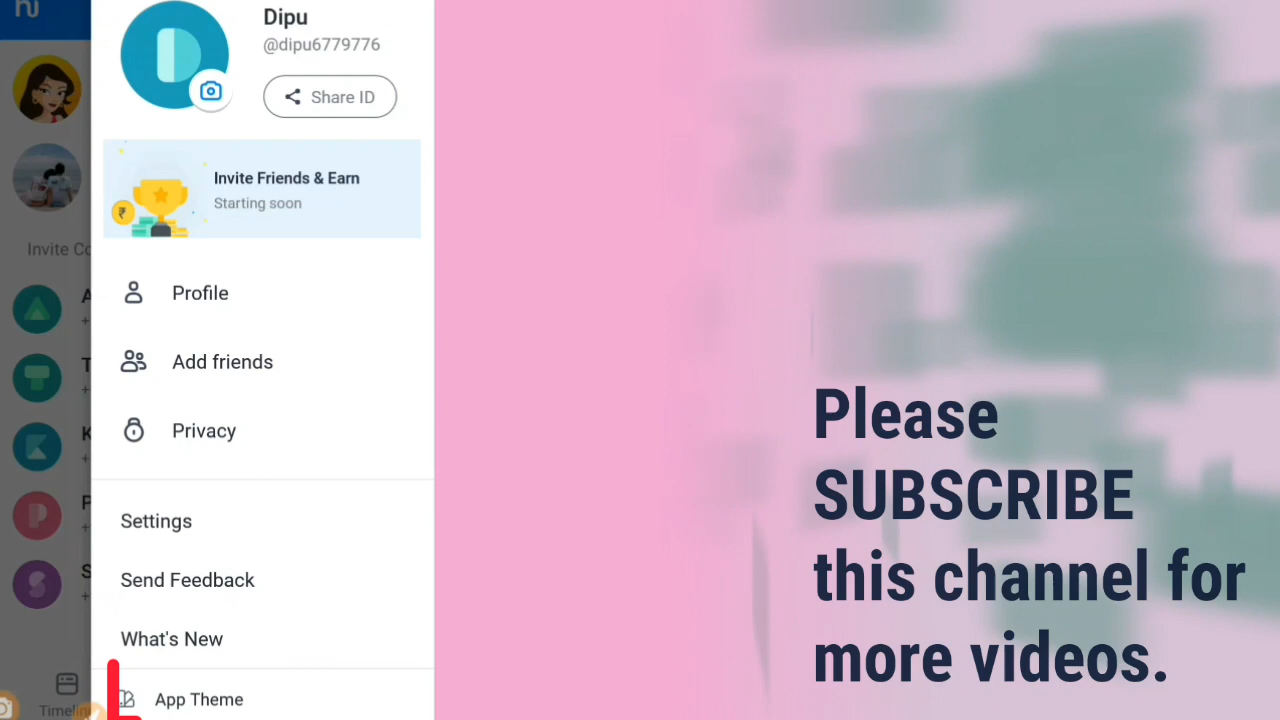 Dipu
@dipu6779776
Share ID
Invite Friends & Earn
Starting soon
Profile
Add friends
Privacy
Settings
Send Feedback
What's New
App Theme
Invite
Please
SUBSCRIBE
this channel for
more videos.